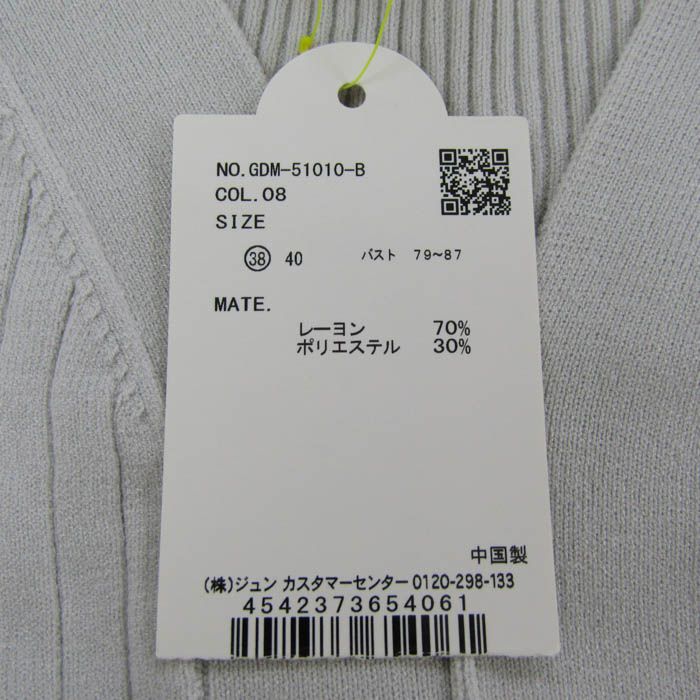 NO.GDM-51010-B
COL.08
SIZE
㊳ 40 バスト 79~87
MATE.
レーヨン 70%
ポリエステル 30%
中国製
(株)ジュン カスタマーセンター 0120-298-133
4542373654061